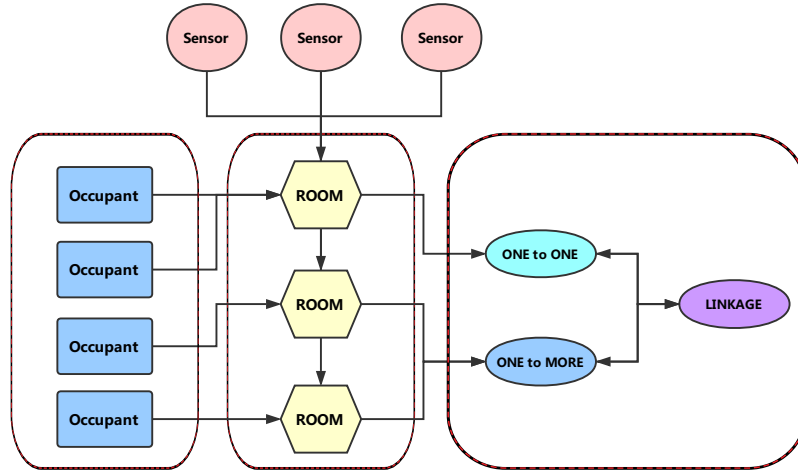 Sensor
Sensor
Sensor
Occupant
ROOM
Occupant
ONE to ONE
ROOM
LINKAGE
Occupant
ONE to MORE
Occupant
ROOM